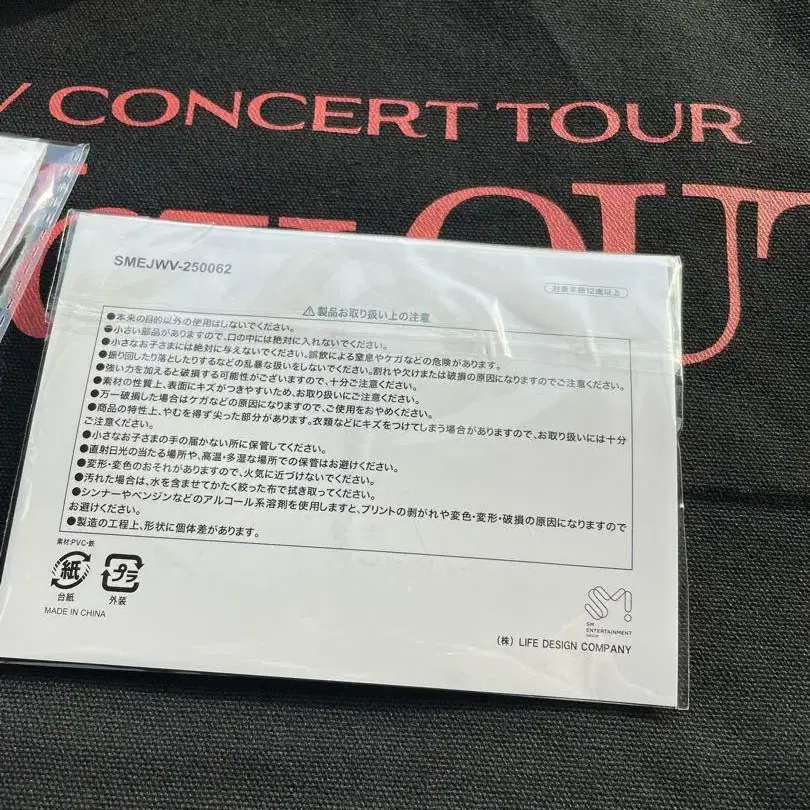 CONCERT TOUR
OUT
SMEJWV-250062
対象年齢12歳以上
⚠製品お取り扱い上の注意
●本来の目的以外の使用はしないでください。
●小さい部品がありますので、口の中には絶対に入れないでください。
●小さなお子さまには絶対に与えないでください。誤飲による窒息やケガなどの危険があります。
●振り回したり落としたりするなどの乱暴な扱いをしないでください。割れや欠けまたは破損の原因になりますのでご注意ください。
●強い力を加えると破損する可能性がございますので、十分ご注意ください。
●素材の性質上、表面にキズがつきやすいため、お取り扱いにご注意ください。
●万一破損した場合はケガなどの原因になりますので、ご使用をおやめください。
●商品の特性上、やむを得ず尖った部分があります。衣類などにキズをつけてしまう場合がありますので、お取り扱いには十分
ご注意ください。
●小さなお子さまの手の届かない所に保管してください。
●直射日光の当たる場所や、高温・多湿な場所での保管はお避けください。
●変形・変色のおそれがありますので、火気に近づけないでください。
●汚れた場合は、水を含ませてかたく絞った布で拭き取ってください。
●シンナーやベンジンなどのアルコール系溶剤を使用しますと、プリントの剥がれや変色・変形・破損の原因になりますので
お避けください。
●製造の工程上、形状に個体差があります。
素材:PVC・鉄
紙 プラ
台紙 外装
MADE IN CHINA
SM
SM
ENTERTAINMENT
GROUP
(株) LIFE DESIGN COMPANY